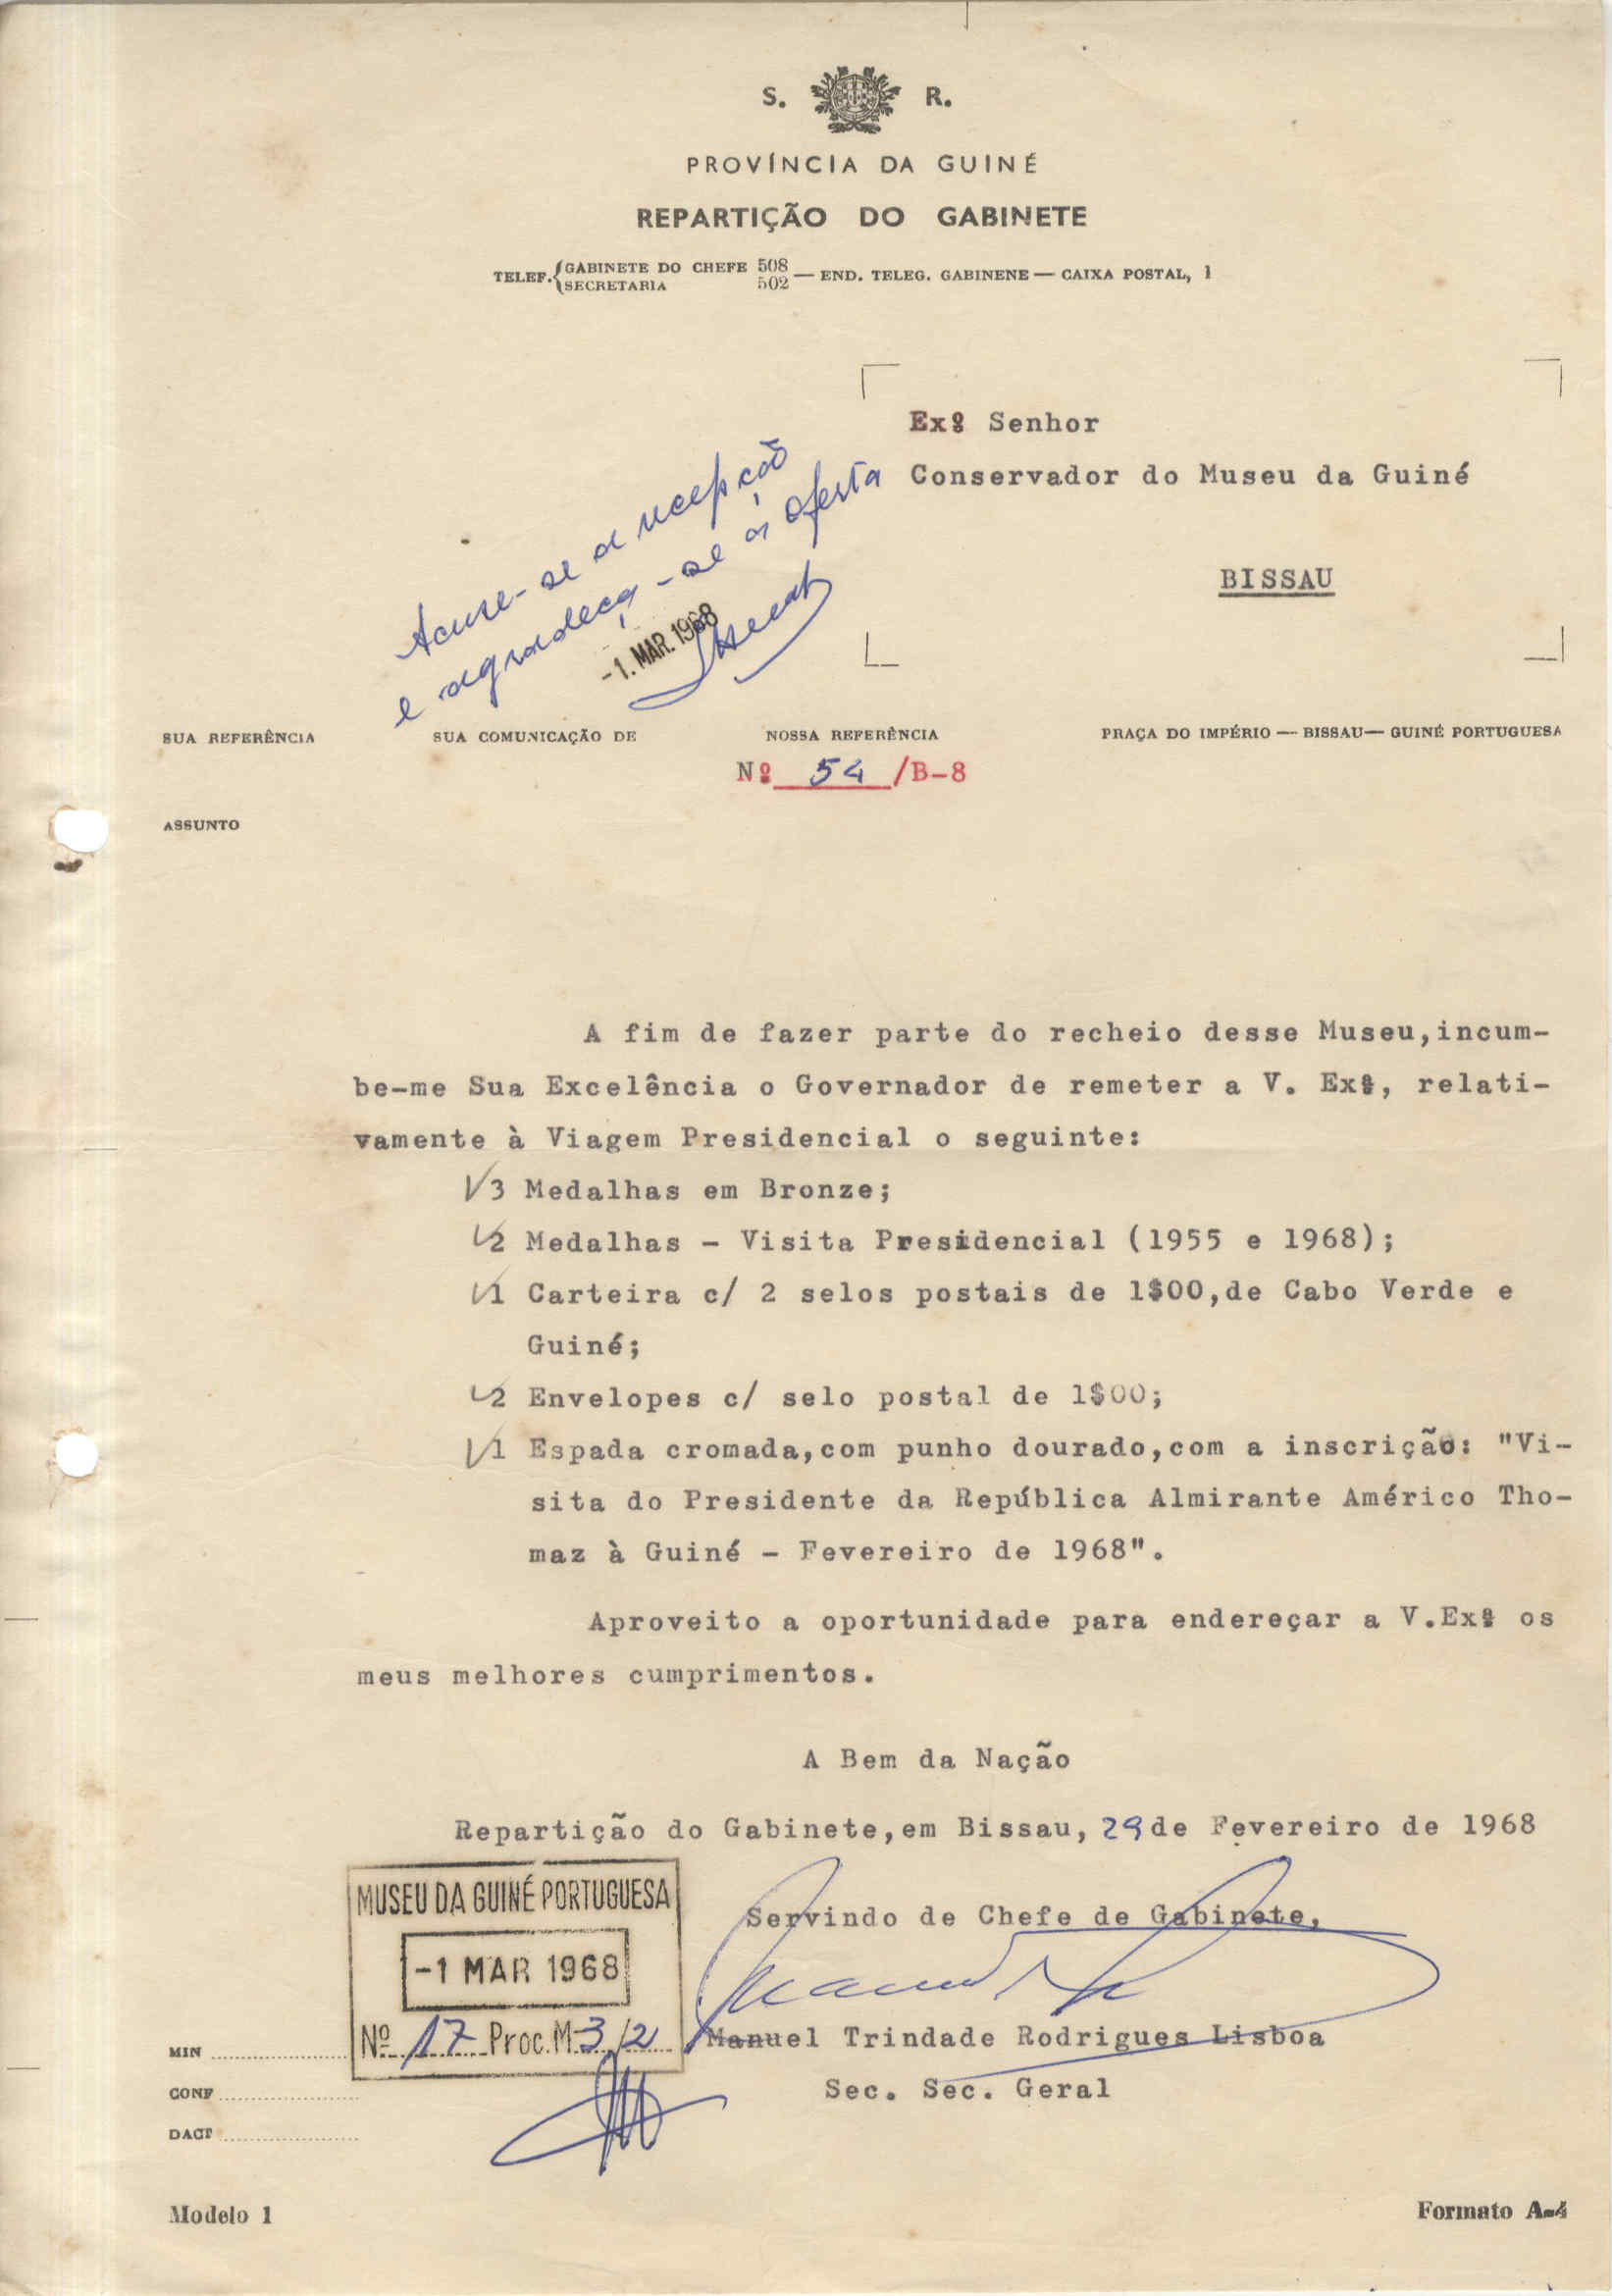 S. R.
PROVÍNCIA DA GUINÉ
REPARTIÇÃO DO GABINETE
TELEF. GABINETE DO CHEFE 508 — END. TELEG. GABINENE — CAIXA POSTAL, 1
SECRETARIA 502
Exº Senhor
Conservador do Museu da Guiné
BISSAU
Acuse-se a recepção
e agradeça-se a oferta
-1. MAR. 1968
SUA REFERÊNCIA SUA COMUNICAÇÃO DE NOSSA REFERÊNCIA PRAÇA DO IMPÉRIO — BISSAU — GUINÉ PORTUGUESA
Nº 54 /B-8
ASSUNTO
A fim de fazer parte do recheio desse Museu,incum-
be-me Sua Excelência o Governador de remeter a V. Exª, relati-
vamente à Viagem Presidencial o seguinte:
3 Medalhas em Bronze;
2 Medalhas - Visita Presidencial (1955 e 1968);
1 Carteira c/ 2 selos postais de 1$00,de Cabo Verde e
Guiné;
2 Envelopes c/ selo postal de 1$00;
1 Espada cromada,com punho dourado,com a inscrição: "Vi-
sita do Presidente da República Almirante Américo Tho-
maz à Guiné - Fevereiro de 1968".
Aproveito a oportunidade para endereçar a V.Exª os
meus melhores cumprimentos.
A Bem da Nação
Repartição do Gabinete,em Bissau, 29 de Fevereiro de 1968
MUSEU DA GUINÉ PORTUGUESA
-1 MAR 1968
Nº 17 Proc. M-3/2
Servindo de Chefe de Gabinete,
Manuel Trindade Rodrigues Lisboa
Sec. Sec. Geral
MIN
CONF
DACT
Modelo 1 Formato A-4